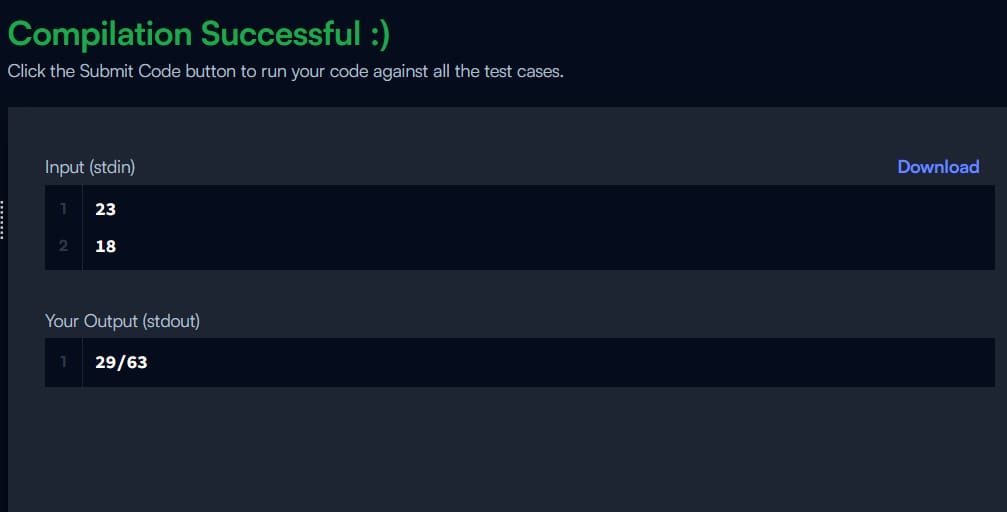 Compilation Successful :)
Click the Submit Code button to run your code against all the test cases.
Input (stdin) Download
1 23
2 18
Your Output (stdout)
1 29/63